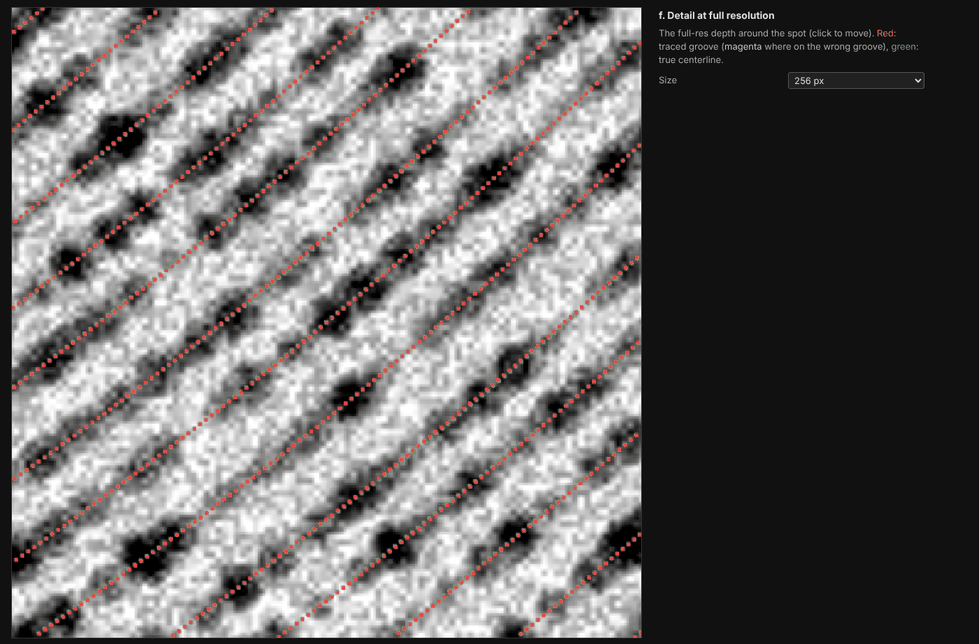 f. Detail at full resolution
The full-res depth around the spot (click to move). Red:
traced groove (magenta where on the wrong groove), green:
true centerline.
Size
256 px